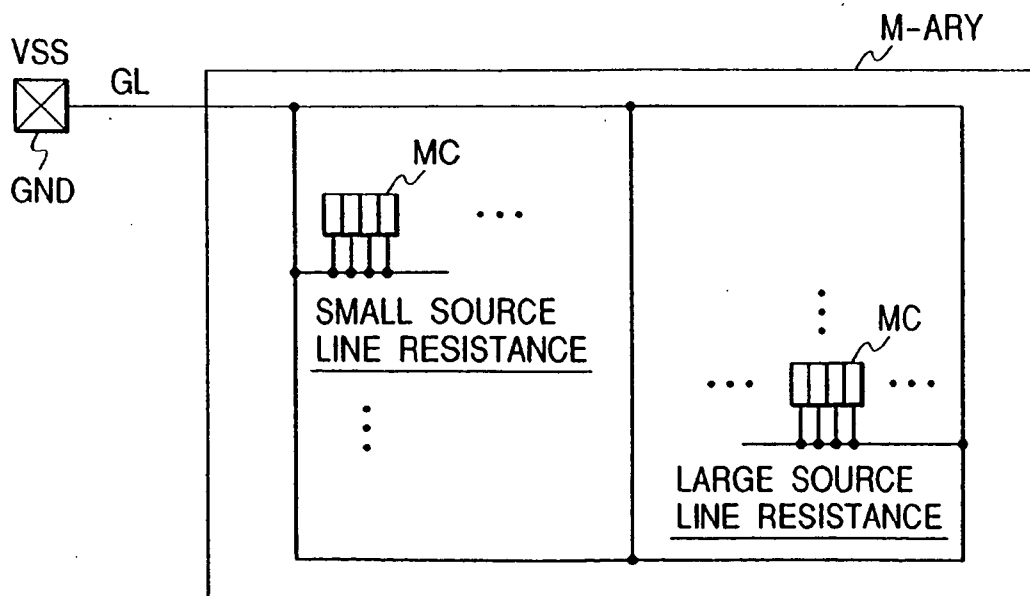 M-ARY
VSS
GL
GND
MC
SMALL SOURCE
LINE RESISTANCE
MC
LARGE SOURCE
LINE RESISTANCE